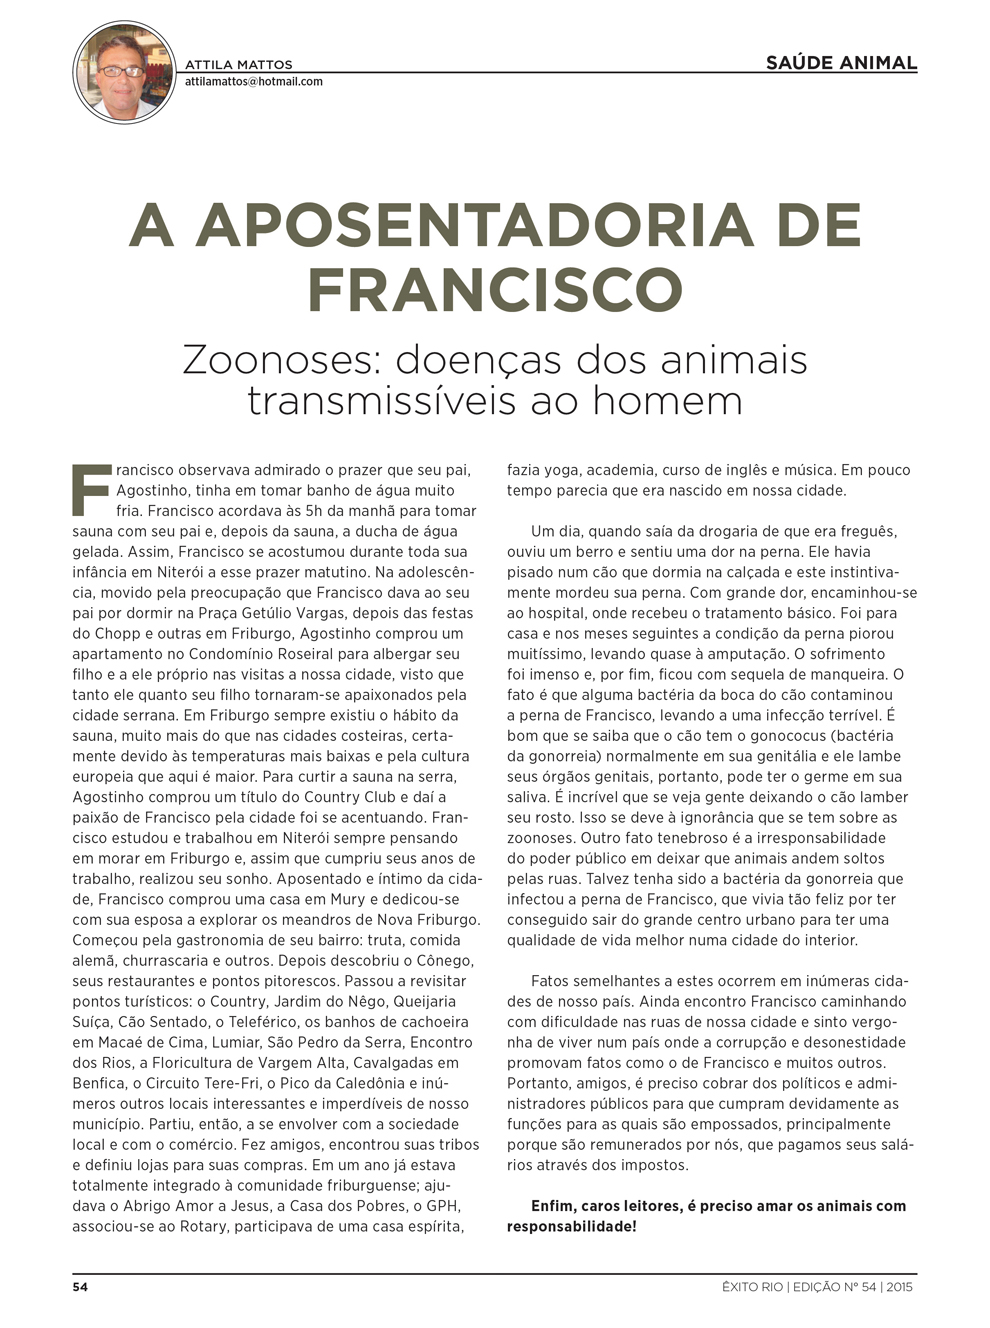 ATTILA MATTOS
attilamattos@hotmail.com
SAÚDE ANIMAL
A APOSENTADORIA DE
FRANCISCO
Zoonoses: doenças dos animais
transmissíveis ao homem
Francisco observava admirado o prazer que seu pai,
Agostinho, tinha em tomar banho de água muito
fria. Francisco acordava às 5h da manhã para tomar
sauna com seu pai e, depois da sauna, a ducha de água
gelada. Assim, Francisco se acostumou durante toda sua
infância em Niterói a esse prazer matutino. Na adolescên-
cia, movido pela preocupação que Francisco dava ao seu
pai por dormir na Praça Getúlio Vargas, depois das festas
do Chopp e outras em Friburgo, Agostinho comprou um
apartamento no Condomínio Roseiral para albergar seu
filho e a ele próprio nas visitas a nossa cidade, visto que
tanto ele quanto seu filho tornaram-se apaixonados pela
cidade serrana. Em Friburgo sempre existiu o hábito da
sauna, muito mais do que nas cidades costeiras, certa-
mente devido às temperaturas mais baixas e pela cultura
europeia que aqui é maior. Para curtir a sauna na serra,
Agostinho comprou um título do Country Club e daí a
paixão de Francisco pela cidade foi se acentuando. Fran-
cisco estudou e trabalhou em Niterói sempre pensando
em morar em Friburgo e, assim que cumpriu seus anos de
trabalho, realizou seu sonho. Aposentado e íntimo da cida-
de, Francisco comprou uma casa em Mury e dedicou-se
com sua esposa a explorar os meandros de Nova Friburgo.
Começou pela gastronomia de seu bairro: truta, comida
alemã, churrascaria e outros. Depois descobriu o Cônego,
seus restaurantes e pontos pitorescos. Passou a revisitar
pontos turísticos: o Country, Jardim do Nêgo, Queijaria
Suíça, Cão Sentado, o Teleférico, os banhos de cachoeira
em Macaé de Cima, Lumiar, São Pedro da Serra, Encontro
dos Rios, a Floricultura de Vargem Alta, Cavalgadas em
Benfica, o Circuito Tere-Fri, o Pico da Caledônia e inú-
meros outros locais interessantes e imperdíveis de nosso
município. Partiu, então, a se envolver com a sociedade
local e com o comércio. Fez amigos, encontrou suas tribos
e definiu lojas para suas compras. Em um ano já estava
totalmente integrado à comunidade friburguense; aju-
dava o Abrigo Amor a Jesus, a Casa dos Pobres, o GPH,
associou-se ao Rotary, participava de uma casa espírita,
fazia yoga, academia, curso de inglês e música. Em pouco
tempo parecia que era nascido em nossa cidade.
Um dia, quando saía da drogaria de que era freguês,
ouviu um berro e sentiu uma dor na perna. Ele havia
pisado num cão que dormia na calçada e este instintiva-
mente mordeu sua perna. Com grande dor, encaminhou-se
ao hospital, onde recebeu o tratamento básico. Foi para
casa e nos meses seguintes a condição da perna piorou
muitíssimo, levando quase à amputação. O sofrimento
foi imenso e, por fim, ficou com sequela de manqueira. O
fato é que alguma bactéria da boca do cão contaminou
a perna de Francisco, levando a uma infecção terrível. É
bom que se saiba que o cão tem o gonococus (bactéria
da gonorreia) normalmente em sua genitália e ele lambe
seus órgãos genitais, portanto, pode ter o germe em sua
saliva. É incrível que se veja gente deixando o cão lamber
seu rosto. Isso se deve à ignorância que se tem sobre as
zoonoses. Outro fato tenebroso é a irresponsabilidade
do poder público em deixar que animais andem soltos
pelas ruas. Talvez tenha sido a bactéria da gonorreia que
infectou a perna de Francisco, que vivia tão feliz por ter
conseguido sair do grande centro urbano para ter uma
qualidade de vida melhor numa cidade do interior.
Fatos semelhantes a estes ocorrem em inúmeras cida-
des de nosso país. Ainda encontro Francisco caminhando
com dificuldade nas ruas de nossa cidade e sinto vergo-
nha de viver num país onde a corrupção e desonestidade
promovam fatos como o de Francisco e muitos outros.
Portanto, amigos, é preciso cobrar dos políticos e admi-
nistradores públicos para que cumpram devidamente as
funções para as quais são empossados, principalmente
porque são remunerados por nós, que pagamos seus salá-
rios através dos impostos.
Enfim, caros leitores, é preciso amar os animais com
responsabilidade!
54
ÊXITO RIO | EDIÇÃO Nº 54 | 2015